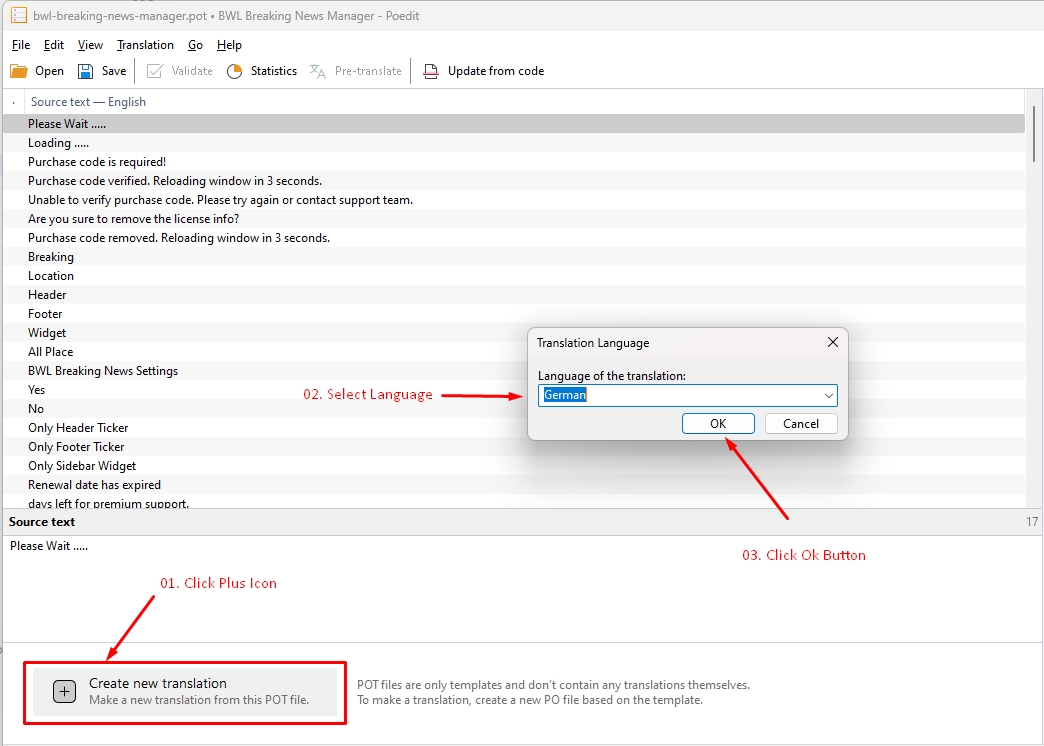 bwl-breaking-news-manager.pot • BWL Breaking News Manager - Poedit
File Edit View Translation Go Help
Open Save Validate Statistics Pre-translate Update from code
Source text — English
Please Wait .....
Loading .....
Purchase code is required!
Purchase code verified. Reloading window in 3 seconds.
Unable to verify purchase code. Please try again or contact support team.
Are you sure to remove the license info?
Purchase code removed. Reloading window in 3 seconds.
Breaking
Location
Header
Footer
Widget
All Place
BWL Breaking News Settings
Yes
No
Only Header Ticker
Only Footer Ticker
Only Sidebar Widget
Renewal date has expired
days left for premium support.
Translation Language
Language of the translation:
German
OK Cancel
02. Select Language
03. Click Ok Button
Source text 17
Please Wait .....
01. Click Plus Icon
Create new translation
Make a new translation from this POT file.
POT files are only templates and don't contain any translations themselves.
To make a translation, create a new PO file based on the template.